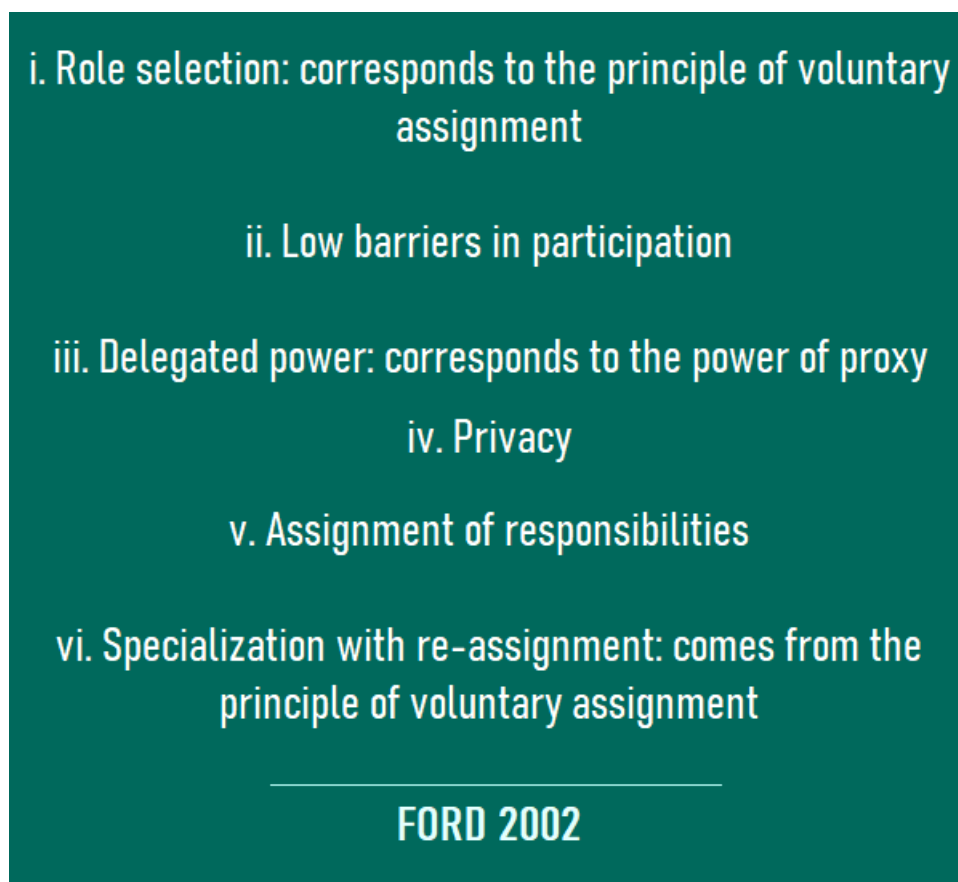 i. Role selection: corresponds to the principle of voluntary
assignment
ii. Low barriers in participation
iii. Delegated power: corresponds to the power of proxy
iv. Privacy
v. Assignment of responsibilities
vi. Specialization with re-assignment: comes from the
principle of voluntary assignment
FORD 2002